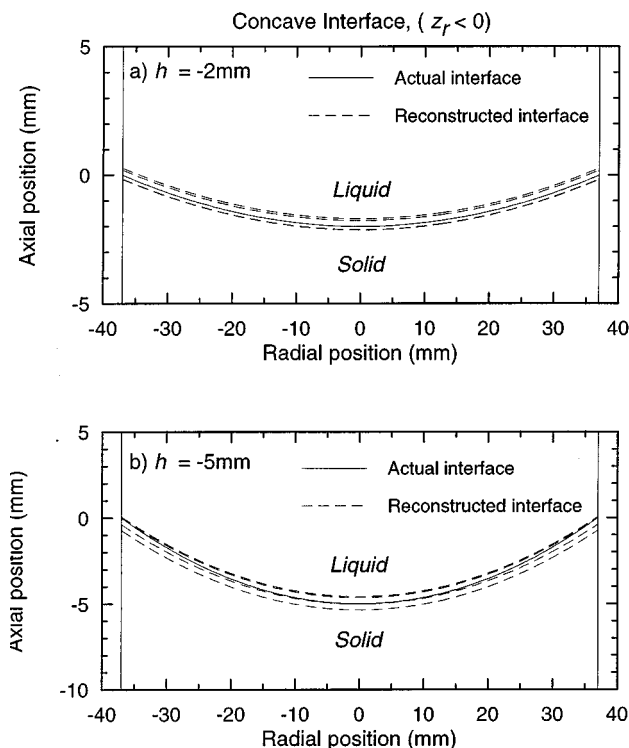 Concave Interface, ( z_r < 0)
a) h = -2mm
Actual interface
Reconstructed interface
Liquid
Solid
Axial position (mm)
5
0
-5
-40 -30 -20 -10 0 10 20 30 40
Radial position (mm)
b) h = -5mm
Actual interface
Reconstructed interface
Liquid
Solid
Axial position (mm)
5
0
-5
-10
-40 -30 -20 -10 0 10 20 30 40
Radial position (mm)